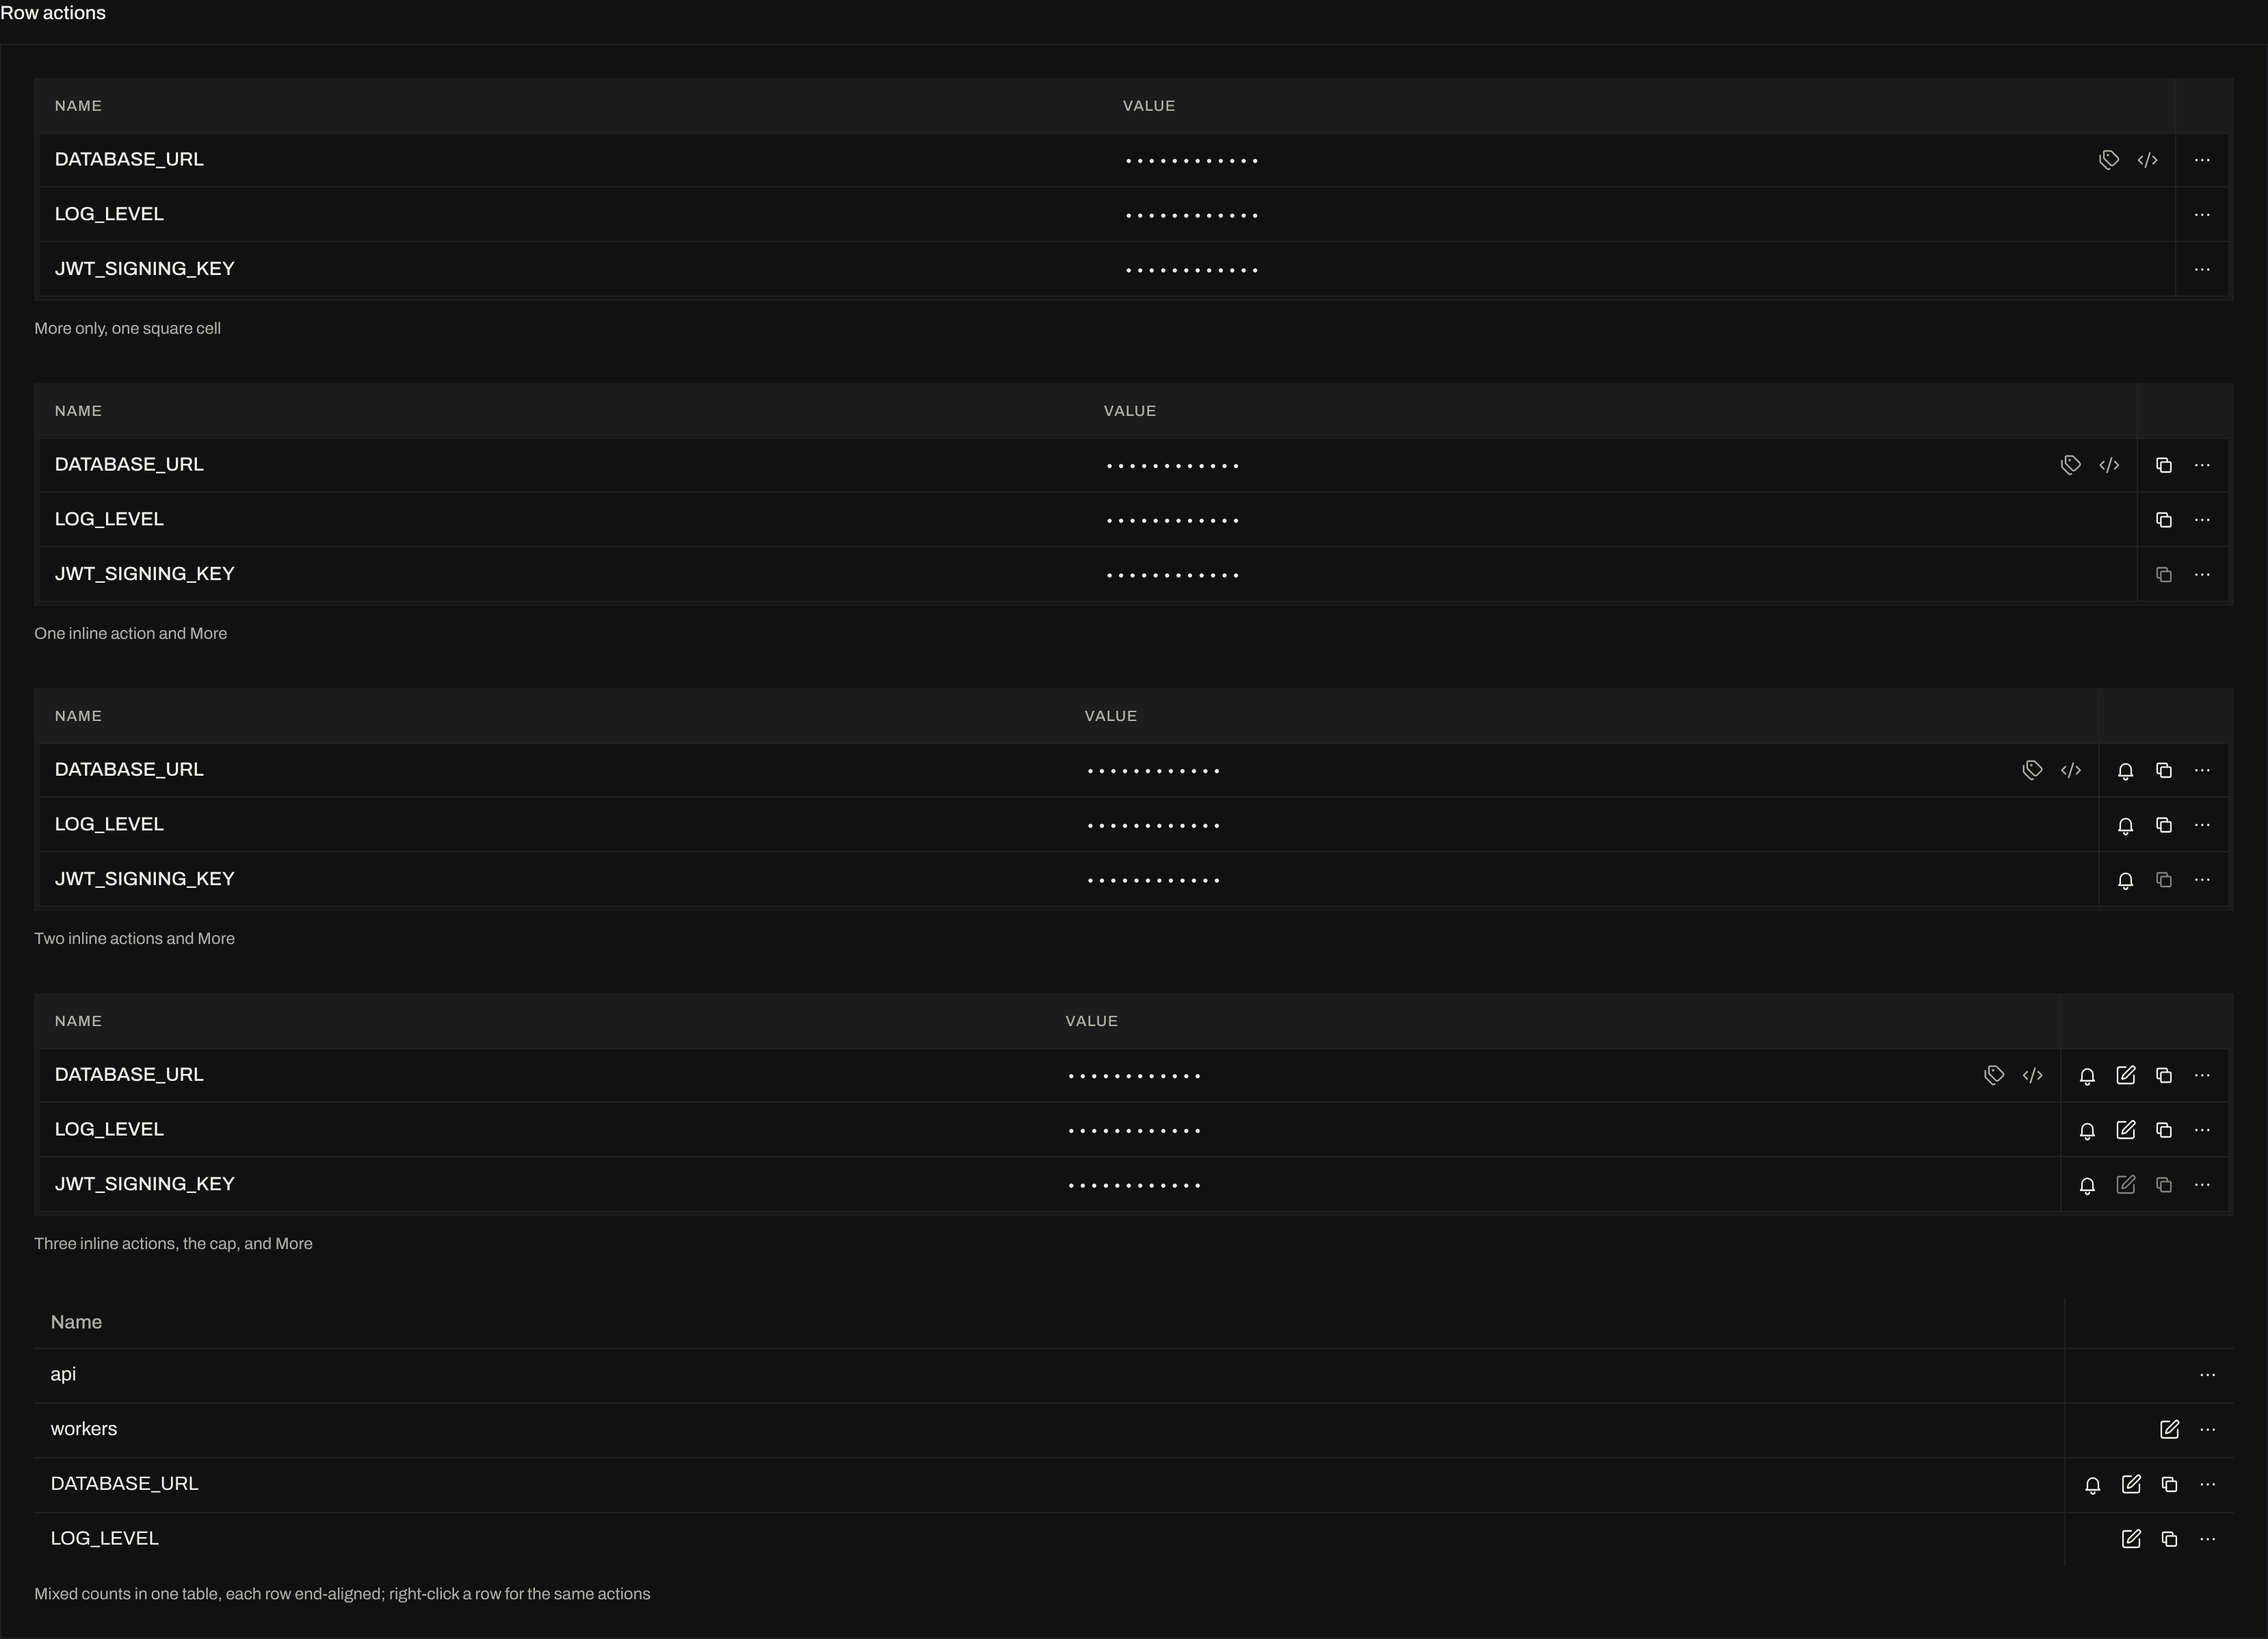 Row actions
NAME VALUE
DATABASE_URL ••••••••••••
LOG_LEVEL ••••••••••••
JWT_SIGNING_KEY ••••••••••••
More only, one square cell
NAME VALUE
DATABASE_URL ••••••••••••
LOG_LEVEL ••••••••••••
JWT_SIGNING_KEY ••••••••••••
One inline action and More
NAME VALUE
DATABASE_URL ••••••••••••
LOG_LEVEL ••••••••••••
JWT_SIGNING_KEY ••••••••••••
Two inline actions and More
NAME VALUE
DATABASE_URL ••••••••••••
LOG_LEVEL ••••••••••••
JWT_SIGNING_KEY ••••••••••••
Three inline actions, the cap, and More
Name
api
workers
DATABASE_URL
LOG_LEVEL
Mixed counts in one table, each row end-aligned; right-click a row for the same actions